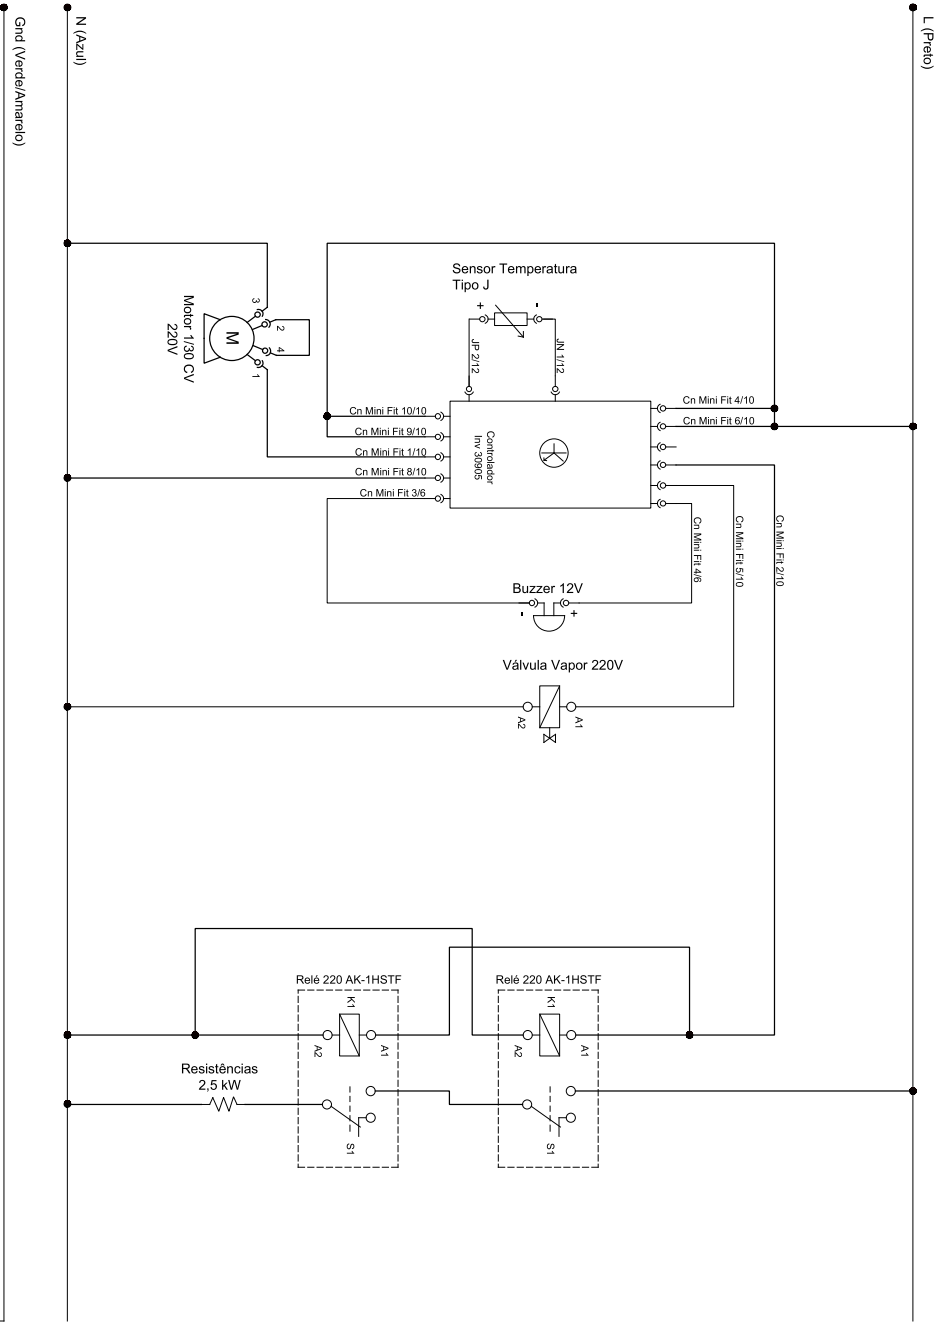 Gnd (Verde/Amarelo)
N (Azul)
L (Preto)
Sensor Temperatura
Tipo J
+
-
JP 2/12
JN 1/12
3
2
4
1
M
Motor 1/30 CV
220V
Cn Mini Fit 10/10
Cn Mini Fit 9/10
Cn Mini Fit 1/10
Cn Mini Fit 8/10
Cn Mini Fit 3/6
Controlador
Inv 30905
Cn Mini Fit 4/10
Cn Mini Fit 6/10
Cn Mini Fit 4/6
Cn Mini Fit 5/10
Cn Mini Fit 2/10
Buzzer 12V
-
+
Válvula Vapor 220V
A2
A1
Relé 220 AK-1HSTF
K1
A2
A1
S1
Relé 220 AK-1HSTF
K1
A2
A1
S1
Resistências
2,5 kW